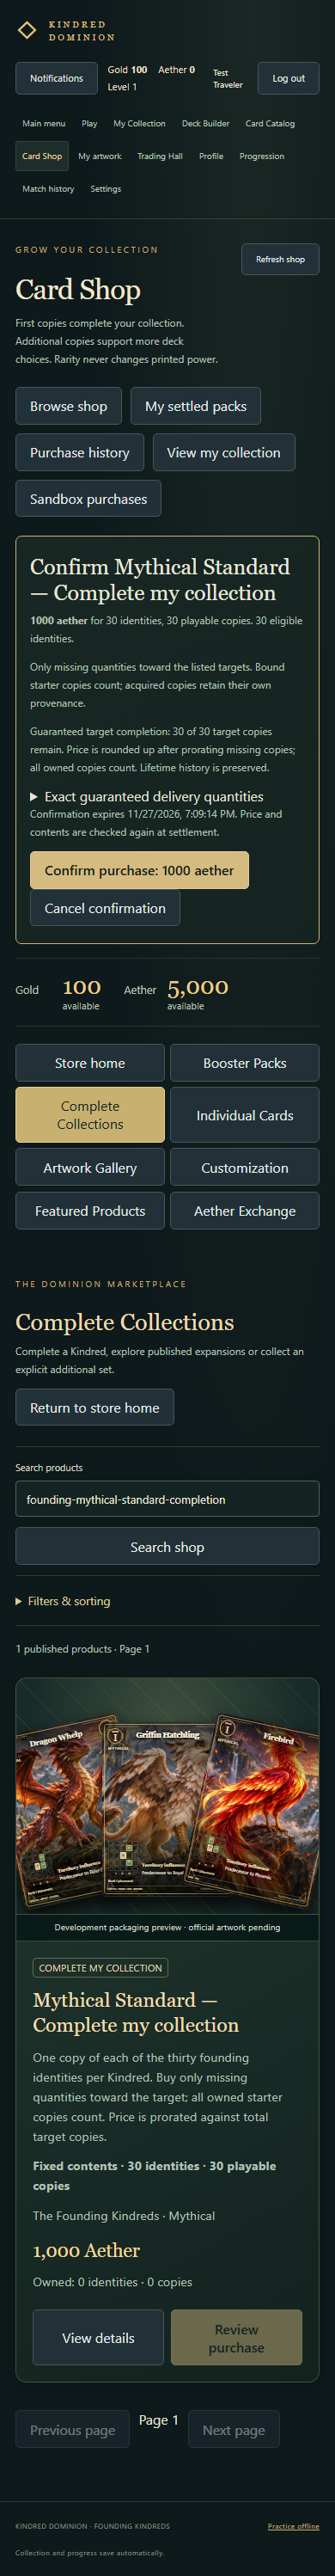 KINDRED
DOMINION
Notifications
Gold 100 Aether 0
Level 1
Test
Traveler
Log out
Main menu Play My Collection Deck Builder Card Catalog
Card Shop My artwork Trading Hall Profile Progression
Match history Settings
GROW YOUR COLLECTION
Refresh shop
Card Shop
First copies complete your collection.
Additional copies support more deck
choices. Rarity never changes printed power.
Browse shop My settled packs
Purchase history View my collection
Sandbox purchases
Confirm Mythical Standard
— Complete my collection
1000 aether for 30 identities, 30 playable copies. 30 eligible
identities.
Only missing quantities toward the listed targets. Bound
starter copies count; acquired copies retain their own
provenance.
Guaranteed target completion: 30 of 30 target copies
remain. Price is rounded up after prorating missing copies;
all owned copies count. Lifetime history is preserved.
Exact guaranteed delivery quantities
Confirmation expires 11/27/2026, 7:09:14 PM. Price and
contents are checked again at settlement.
Confirm purchase: 1000 aether
Cancel confirmation
Gold 100 available
Aether 5,000 available
Store home Booster Packs
Complete
Collections
Individual Cards
Artwork Gallery Customization
Featured Products Aether Exchange
THE DOMINION MARKETPLACE
Complete Collections
Complete a Kindred, explore published expansions or collect an
explicit additional set.
Return to store home
Search products
founding-mythical-standard-completion
Search shop
Filters & sorting
1 published products · Page 1
Dragon Whelp
Griffin Hatchling
Firebird
I
MYTHICAL
Territory Influence
Territory Influence
Territory Influence
Development packaging preview · official artwork pending
COMPLETE MY COLLECTION
Mythical Standard —
Complete my collection
One copy of each of the thirty founding
identities per Kindred. Buy only missing
quantities toward the target; all owned starter
copies count. Price is prorated against total
target copies.
Fixed contents · 30 identities · 30 playable
copies
The Founding Kindreds · Mythical
1,000 Aether
Owned: 0 identities · 0 copies
View details
Review
purchase
Previous page Page 1 Next page
KINDRED DOMINION · FOUNDING KINDREDS
Practice offline
Collection and progress save automatically.